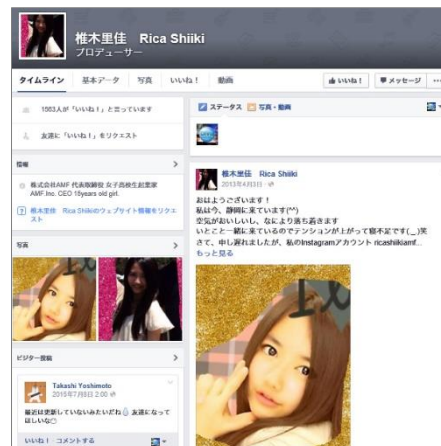 椎木里佳　Rica Shiiki
プロデューサー
タイムライン
基本データ
写真
いいね！
動画
いいね！
メッセージ
1563人が「いいね！」と言っています
友達に「いいね！」をリクエスト
情報
株式会社AMF 代表取締役 女子高校生起業家
AMF Inc. CEO 15years old girl.
椎木里佳　Rica Shiikiのウェブサイト情報をリクエ
スト
写真
ビジター投稿
Takashi Yoshimoto
2015年7月8日 2:00
最近は更新していないみたいだね 友達になって
ほしいな
いいね！ · コメントする
ステータス
写真・動画
椎木里佳　Rica Shiiki
2013年4月3日
おはようございます！
私は今、静岡に来ています(^^)
空気がおいしいし、なにより落ち着きます
いとこと一緒に来ているのでテンションが上がって寝不足です(._.)笑
さて、申し遅れましたが、私のInstagramアカウント ricashiikiamf...
もっと見る